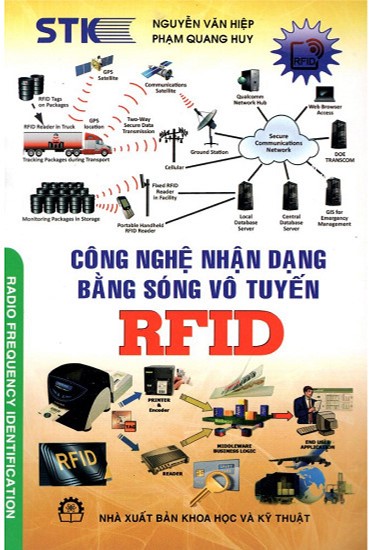 STK
NGUYỄN VĂN HIỆP
PHẠM QUANG HUY
RFID
GPS
Satellite
Communications
Satellite
RFID Tags
on Packages
Qualcomm
Network Hub
Web Browser
Access
RFID Reader in Truck
GPS
location
Two-Way
Secure Data
Transmission
Secure
Communications
Network
Ground Station
DOE
TRANSCOM
Tracking Packages during Transport
Cellular
Fixed RFID
Reader
in Facility
Monitoring Packages in Storage
Portable Handheld
RFID Reader
Local
Database
Server
Central
Database
Server
GIS for
Emergency
Management
CÔNG NGHỆ NHẬN DẠNG
BẰNG SÓNG VÔ TUYẾN
RFID
RADIO FREQUENCY IDENTIFICATION
PRINTER
& Encoder
TAG
MIDDLEWARE
BUSINESS LOGIC
END USER
APPLICATION
RFID
READER
NHÀ XUẤT BẢN KHOA HỌC VÀ KỸ THUẬT